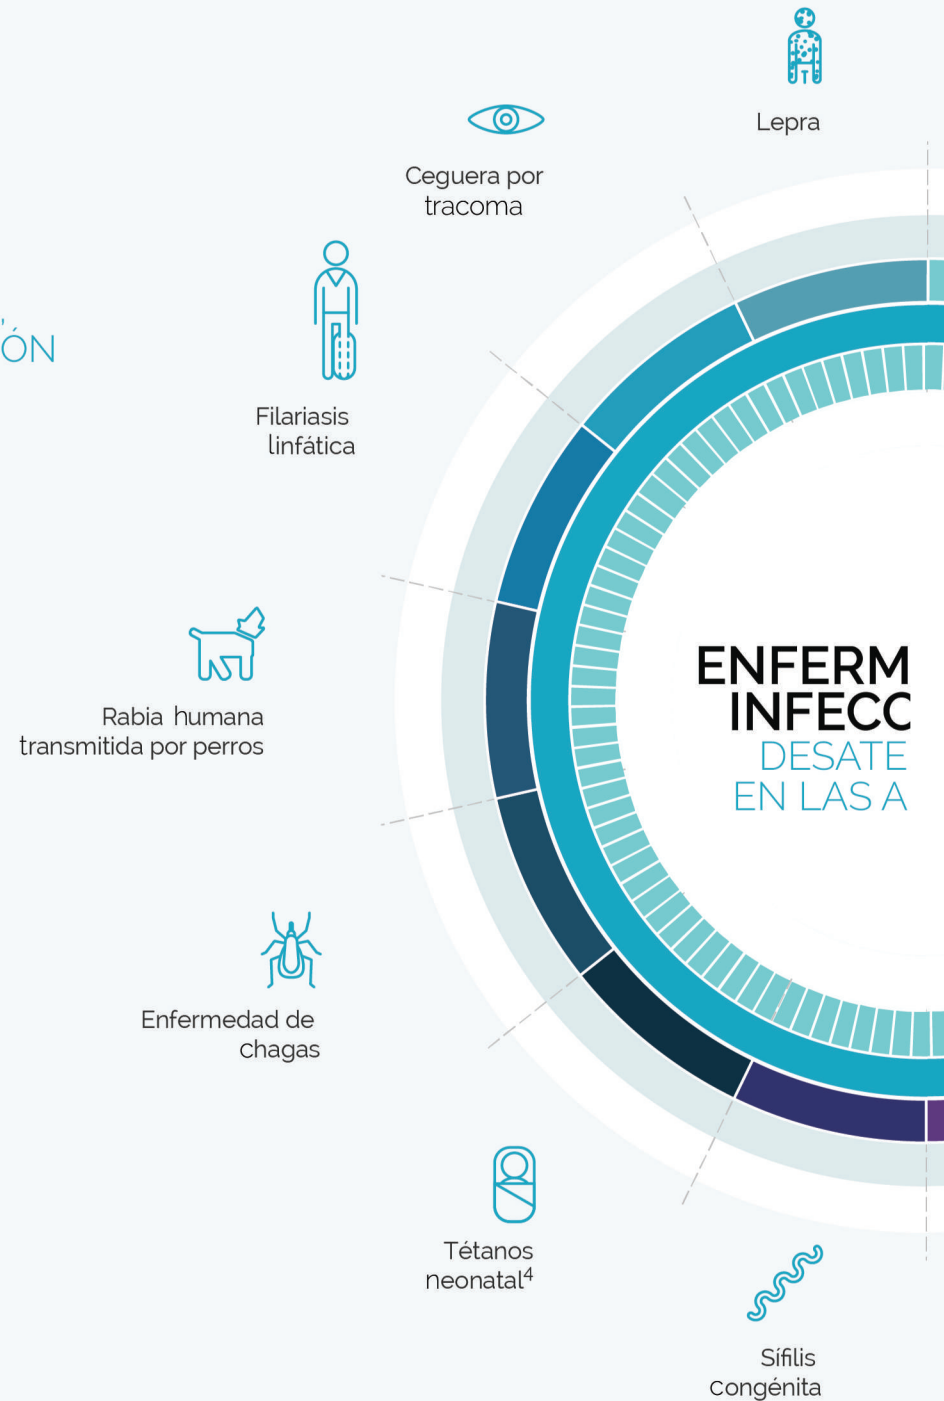 Lepra
Ceguera por
tracoma
ÓN
Filariasis
linfática
ENFERM
INFECC
DESATE
EN LAS A
Rabia humana
transmitida por perros
Enfermedad de
chagas
Tétanos
neonatal⁴
Sífilis
congénita